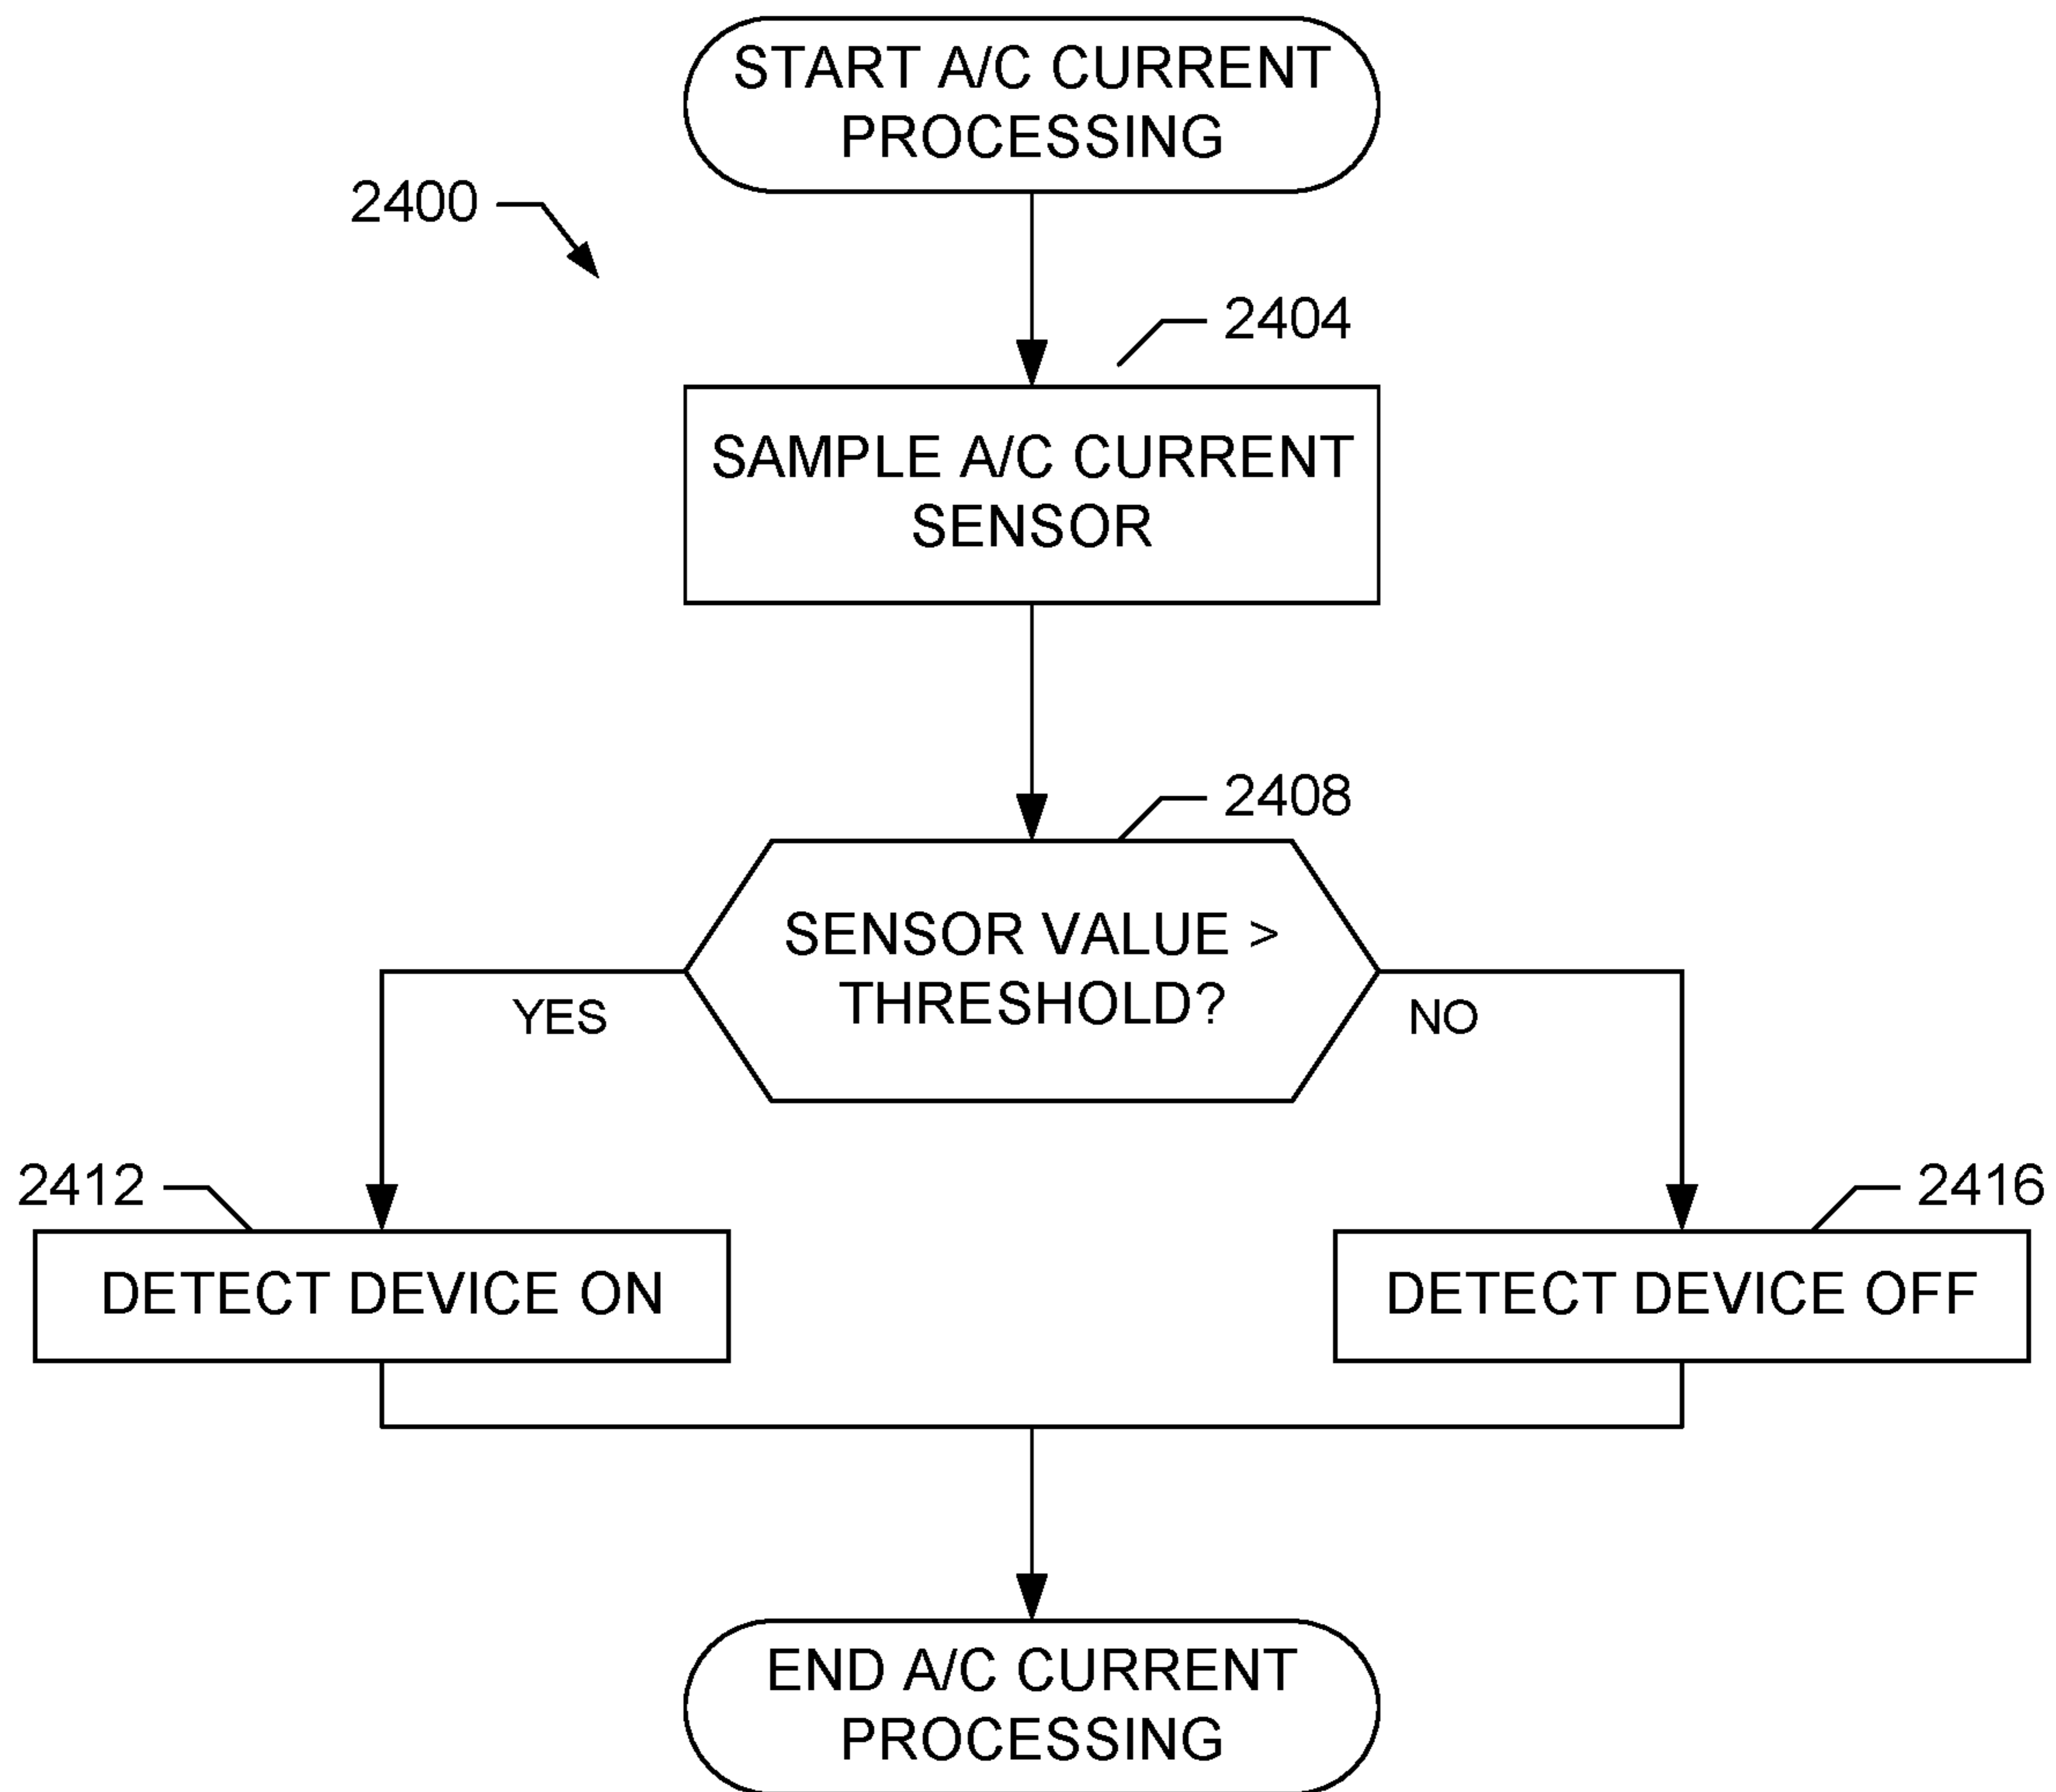 START A/C CURRENT
PROCESSING
2400
2404
SAMPLE A/C CURRENT
SENSOR
2408
SENSOR VALUE >
THRESHOLD?
YES
NO
2412
2416
DETECT DEVICE ON
DETECT DEVICE OFF
END A/C CURRENT
PROCESSING